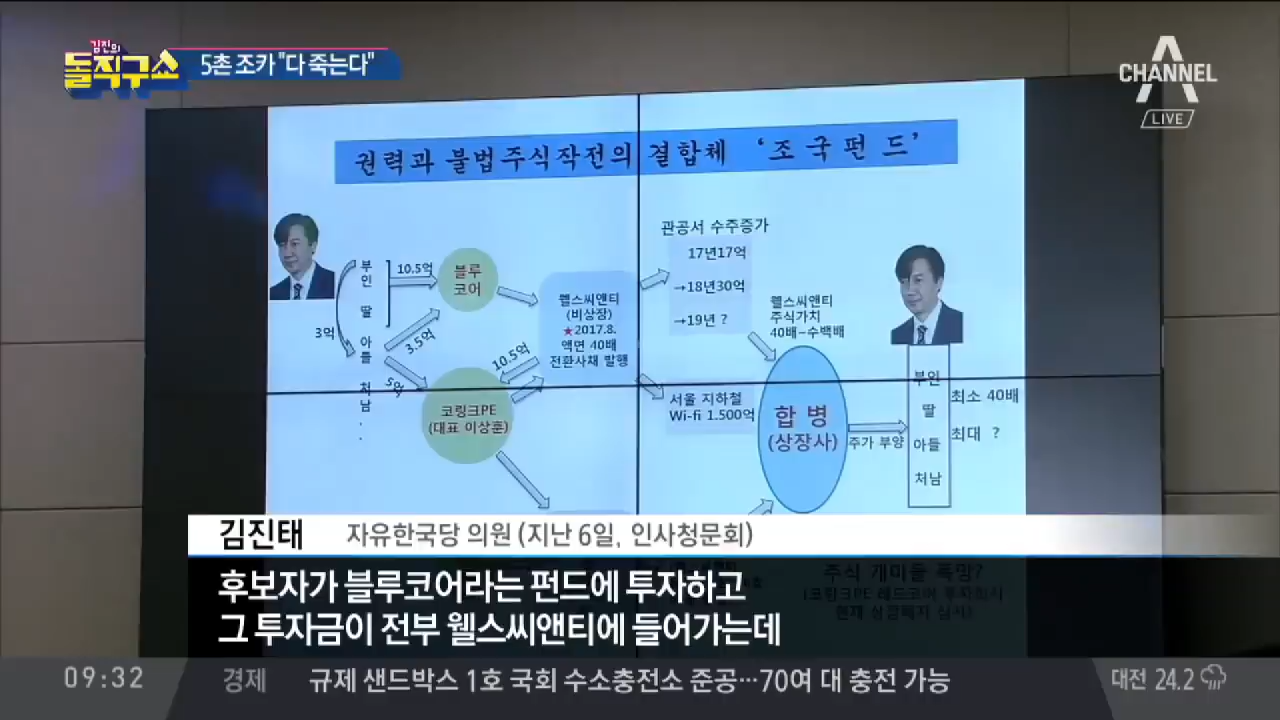 김진의
돌직구쇼
5촌 조카 "다 죽는다"
CHANNEL A
LIVE
권력과 불법주식작전의 결합체 '조국펀드'
부인
딸
아들
처남
.
.
3억
10.5억
3.5억
5억
블루
코어
코링크PE
(대표 이상훈)
10.5억
웰스씨앤티
(비상장)
★2017.8.
액면 40배
전환사채 발행
관공서 수주증가
17년17억
→18년30억
→19년 ?
서울 지하철
Wi-fi 1.500억
웰스씨앤티
주식가치
40배-수백배
합 병
(상장사)
주가 부양
부인
딸
아들
처남
최소 40배
최대 ?
주식 개미들 폭망?
김진태 자유한국당 의원 (지난 6일, 인사청문회)
후보자가 블루코어라는 펀드에 투자하고
그 투자금이 전부 웰스씨앤티에 들어가는데
09:32 경제 규제 샌드박스 1호 국회 수소충전소 준공…70여 대 충전 가능 대전 24.2